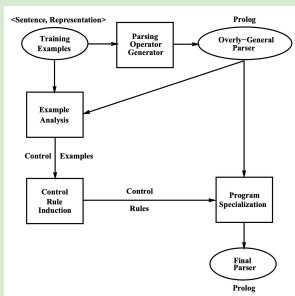 <Sentence, Representation>
Prolog
Training
Examples
Parsing
Operator
Generator
Overly-General
Parser
Example
Analysis
Control Examples
Control
Rule
Induction
Control
Rules
Program
Specialization
Final
Parser
Prolog